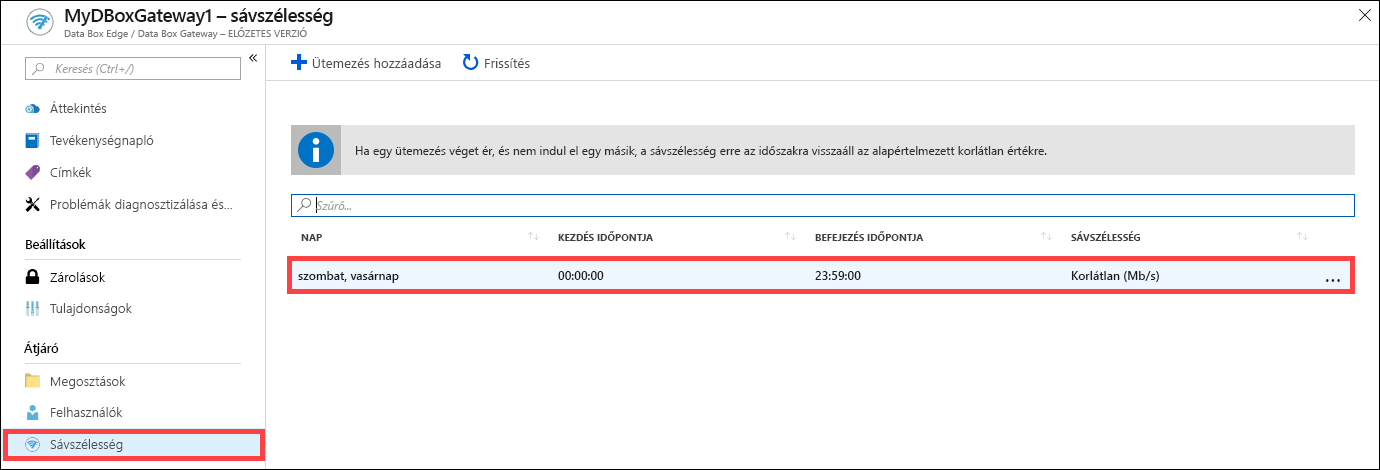 MyDBoxGateway1 – sávszélesség
Data Box Edge / Data Box Gateway – ELŐZETES VERZIÓ
Keresés (Ctrl+/)
Áttekintés
Tevékenységnapló
Címkék
Problémák diagnosztizálása és...
Beállítások
Zárolások
Tulajdonságok
Átjáró
Megosztások
Felhasználók
Sávszélesség
Ütemezés hozzáadása Frissítés
Ha egy ütemezés véget ér, és nem indul el egy másik, a sávszélesség erre az időszakra visszaáll az alapértelmezett korlátlan értékre.
Szűrő...
NAP KEZDÉS IDŐPONTJA BEFEJEZÉS IDŐPONTJA SÁVSZÉLESSÉG
szombat, vasárnap 00:00:00 23:59:00 Korlátlan (Mb/s) ...